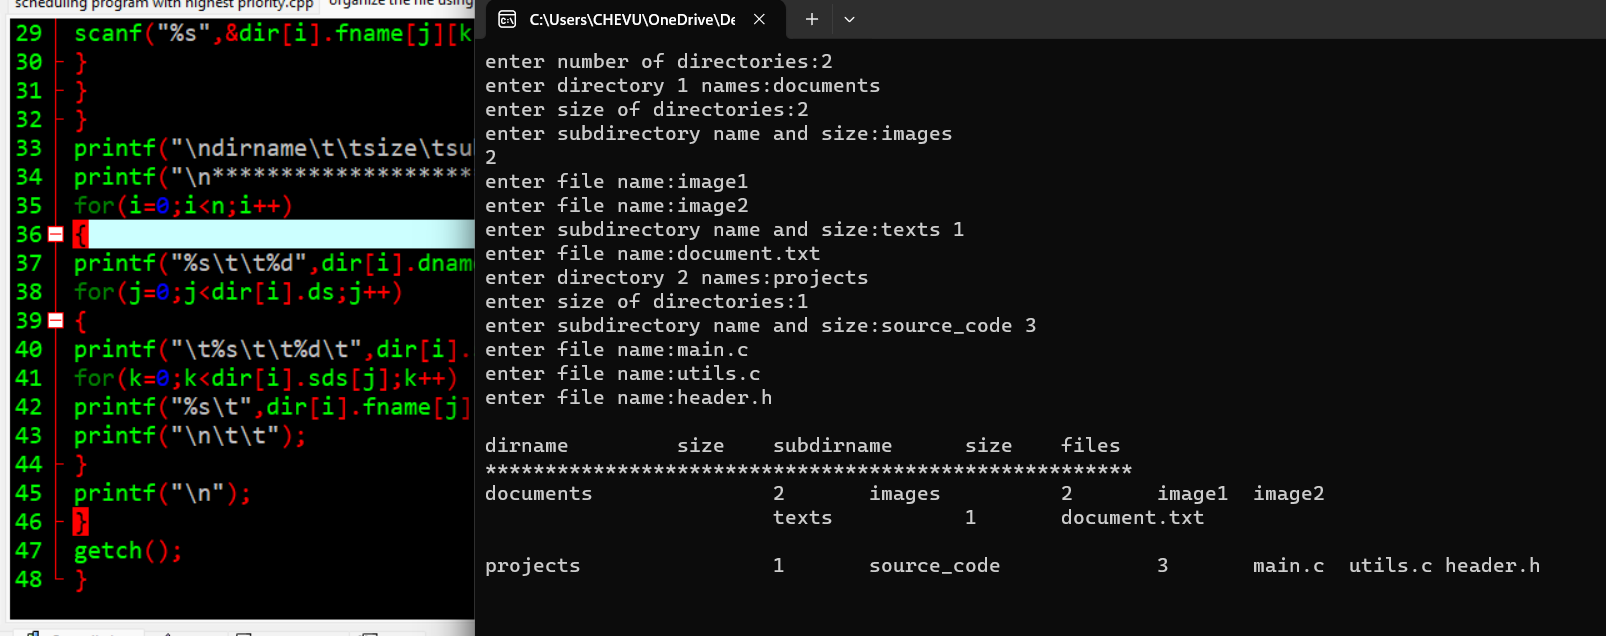 scheduling program with highest priority.cpp
organize the file using
29 scanf("%s",&dir[i].fname[j][k
30 }
31 }
32 }
33 printf("\ndirname\t\tsize\tsu
34 printf("\n*******************
35 for(i=0;i<n;i++)
36 {
37 printf("%s\t\t%d",dir[i].dnam
38 for(j=0;j<dir[i].ds;j++)
39 {
40 printf("\t%s\t\t%d\t",dir[i].
41 for(k=0;k<dir[i].sds[j];k++)
42 printf("%s\t",dir[i].fname[j]
43 printf("\n\t\t");
44 }
45 printf("\n");
46 }
47 getch();
48 }
C:\Users\CHEVU\OneDrive\De
enter number of directories:2
enter directory 1 names:documents
enter size of directories:2
enter subdirectory name and size:images
2
enter file name:image1
enter file name:image2
enter subdirectory name and size:texts 1
enter file name:document.txt
enter directory 2 names:projects
enter size of directories:1
enter subdirectory name and size:source_code 3
enter file name:main.c
enter file name:utils.c
enter file name:header.h
dirname size subdirname size files
******************************************************
documents 2 images 2 image1 image2
texts 1 document.txt
projects 1 source_code 3 main.c utils.c header.h